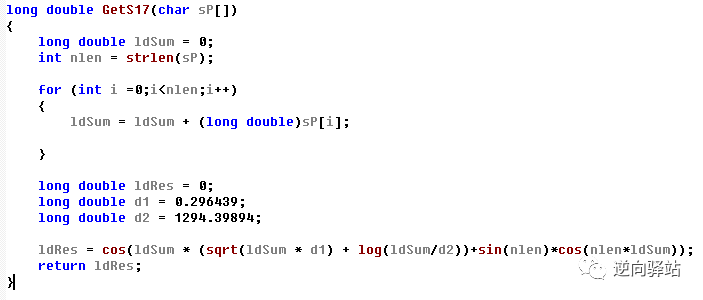 long double GetS17(char sP[])
{
    long double ldSum = 0;
    int nlen = strlen(sP);
    for (int i =0;i<nlen;i++)
    {
        ldSum = ldSum + (long double)sP[i];
    }
    long double ldRes = 0;
    long double d1 = 0.296439;
    long double d2 = 1294.39894;
    ldRes = cos(ldSum * (sqrt(ldSum * d1) + log(ldSum/d2))+sin(nlen)*cos(nlen*ldSum));
    return ldRes;
逆向驿站
}